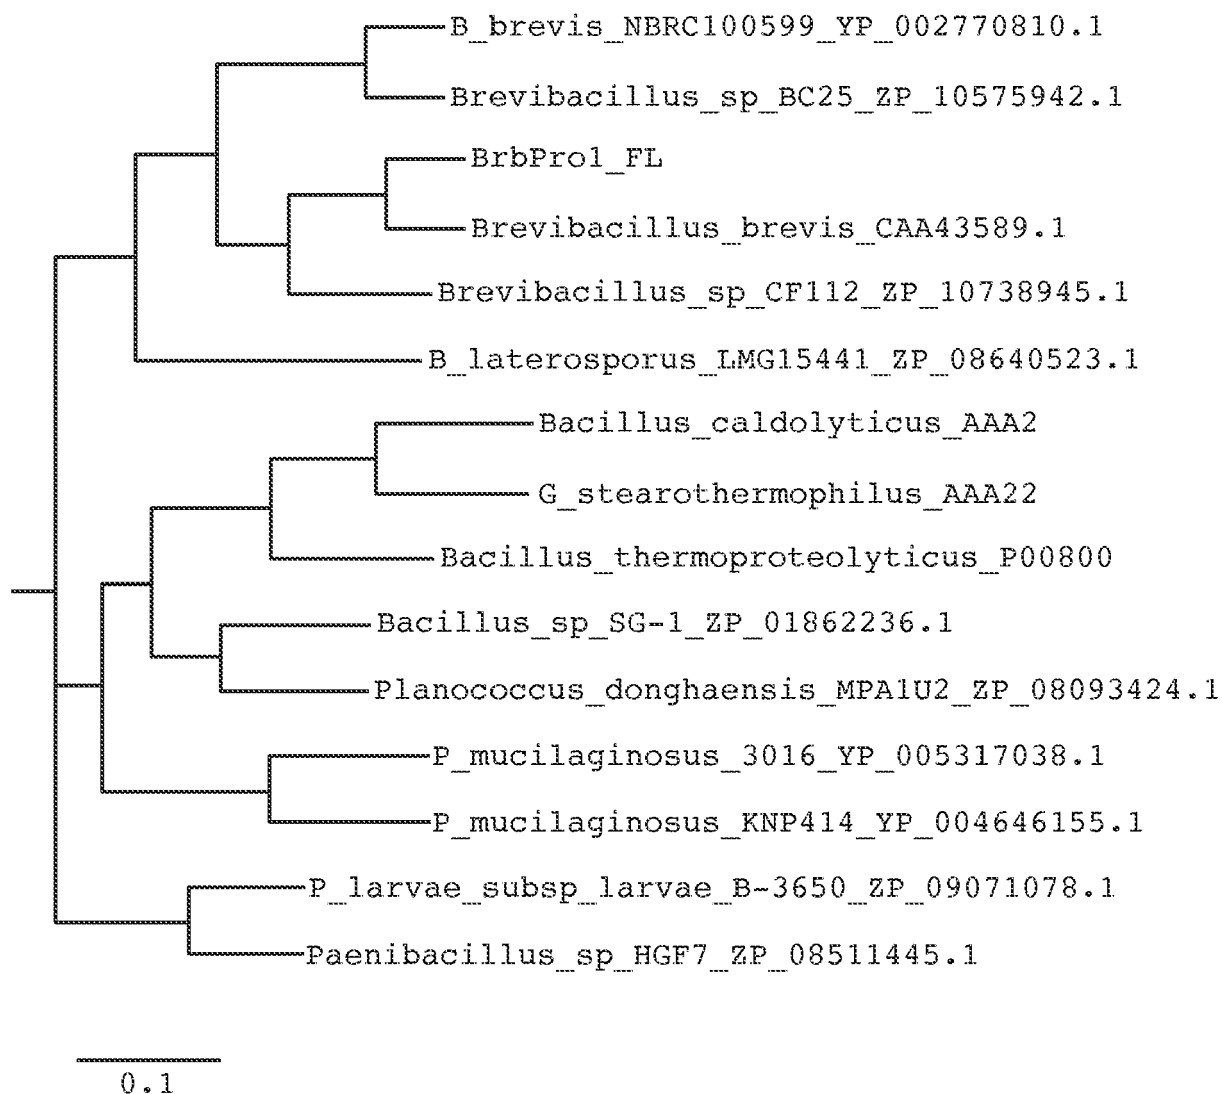 B_brevis_NBRC100599_YP_002770810.1
Brevibacillus_sp_BC25_ZP_10575942.1
BrbPro1_FL
Brevibacillus_brevis_CAA43589.1
Brevibacillus_sp_CF112_ZP_10738945.1
B_laterosporus_LMG15441_ZP_08640523.1
Bacillus_caldolyticus_AAA2
G_stearothermophilus_AAA22
Bacillus_thermoproteolyticus_P00800
Bacillus_sp_SG-1_ZP_01862236.1
Planococcus_donghaensis_MPA1U2_ZP_08093424.1
P_mucilaginosus_3016_YP_005317038.1
P_mucilaginosus_KNP414_YP_004646155.1
P_larvae_subsp_larvae_B-3650_ZP_09071078.1
Paenibacillus_sp_HGF7_ZP_08511445.1
0.1